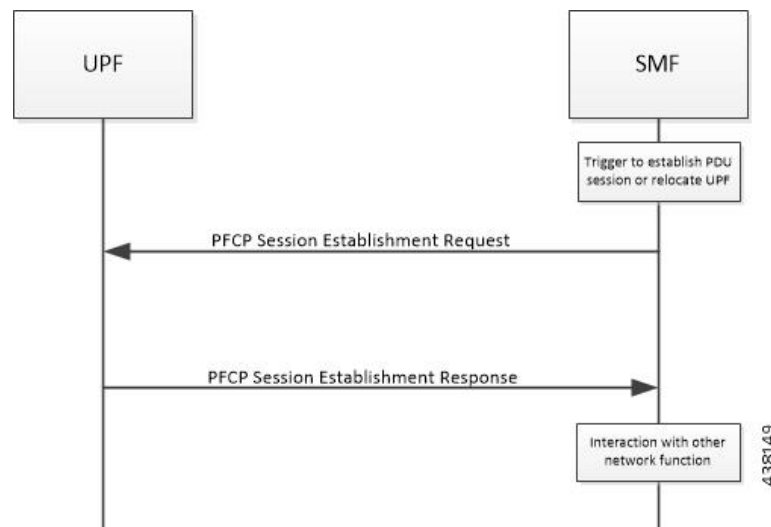 UPF
SMF
Trigger to establish PDU
session or relocate UPF
PFCP Session Establishment Request
PFCP Session Establishment Response
Interaction with other
network function
438149